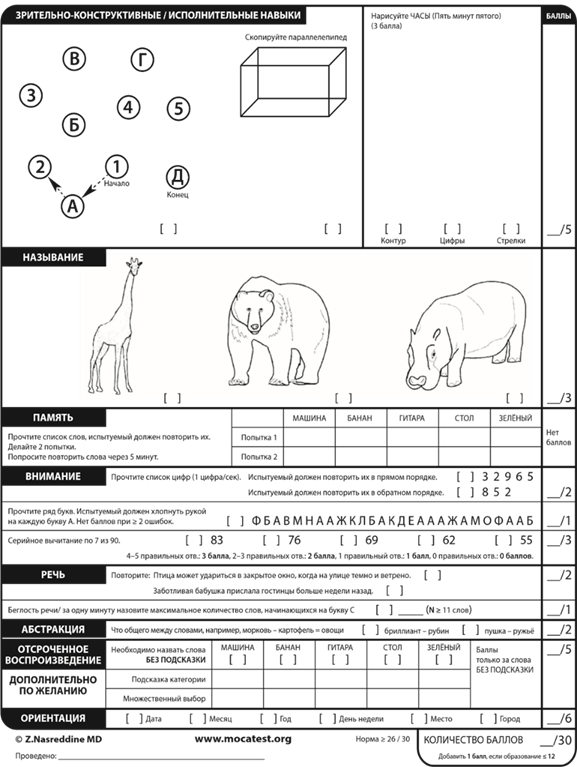 ЗРИТЕЛЬНО-КОНСТРУКТИВНЫЕ / ИСПОЛНИТЕЛЬНЫЕ НАВЫКИ
В Г
3 4 5
Б
2 1
Начало
А
Д
Конец
[ ]
Скопируйте параллелепипед
[ ]
Нарисуйте ЧАСЫ (Пять минут пятого)
(3 балла)
[ ] [ ] [ ]
Контур Цифры Стрелки
БАЛЛЫ
__/5
НАЗЫВАНИЕ
[ ] [ ] [ ] __/3
ПАМЯТЬ
Прочтите список слов, испытуемый должен повторить их.
Делайте 2 попытки.
Попросите повторить слова через 5 минут.
МАШИНА БАНАН ГИТАРА СТОЛ ЗЕЛЁНЫЙ
Попытка 1
Попытка 2
Нет
баллов
ВНИМАНИЕ
Прочтите список цифр (1 цифра/сек). Испытуемый должен повторить их в прямом порядке. [ ] 3 2 9 6 5
Испытуемый должен повторить их в обратном порядке. [ ] 8 5 2 __/2
Прочтите ряд букв. Испытуемый должен хлопнуть рукой
на каждую букву А. Нет баллов при ≥ 2 ошибок. [ ] Ф Б А В М Н А А Ж К Л Б А К Д Е А А А Ж А М О Ф А А Б __/1
Серийное вычитание по 7 из 90. [ ] 83 [ ] 76 [ ] 69 [ ] 62 [ ] 55
4–5 правильных отв.: 3 балла, 2–3 правильных отв.: 2 балла, 1 правильный отв.: 1 балл, 0 правильных отв.: 0 баллов. __/3
РЕЧЬ
Повторите: Птица может удариться в закрытое окно, когда на улице темно и ветрено. [ ]
Заботливая бабушка прислала гостинцы больше недели назад. [ ] __/2
Беглость речи/ за одну минуту назовите максимальное количество слов, начинающихся на букву С [ ] _____ (N ≥ 11 слов) __/1
АБСТРАКЦИЯ
Что общего между словами, например, морковь – картофель = овощи [ ] бриллиант – рубин [ ] пушка – ружьё __/2
ОТСРОЧЕННОЕ
ВОСПРОИЗВЕДЕНИЕ
Необходимо назвать слова
БЕЗ ПОДСКАЗКИ
МАШИНА БАНАН ГИТАРА СТОЛ ЗЕЛЁНЫЙ
[ ] [ ] [ ] [ ] [ ]
Баллы
только за слова
БЕЗ ПОДСКАЗКИ
__/5
ДОПОЛНИТЕЛЬНО
ПО ЖЕЛАНИЮ
Подсказка категории
Множественный выбор
ОРИЕНТАЦИЯ
[ ] Дата [ ] Месяц [ ] Год [ ] День недели [ ] Место [ ] Город __/6
© Z.Nasreddine MD www.mocatest.org Норма ≥ 26 / 30
КОЛИЧЕСТВО БАЛЛОВ __/30
Проведено: ____________________
Добавить 1 балл, если образование ≤ 12